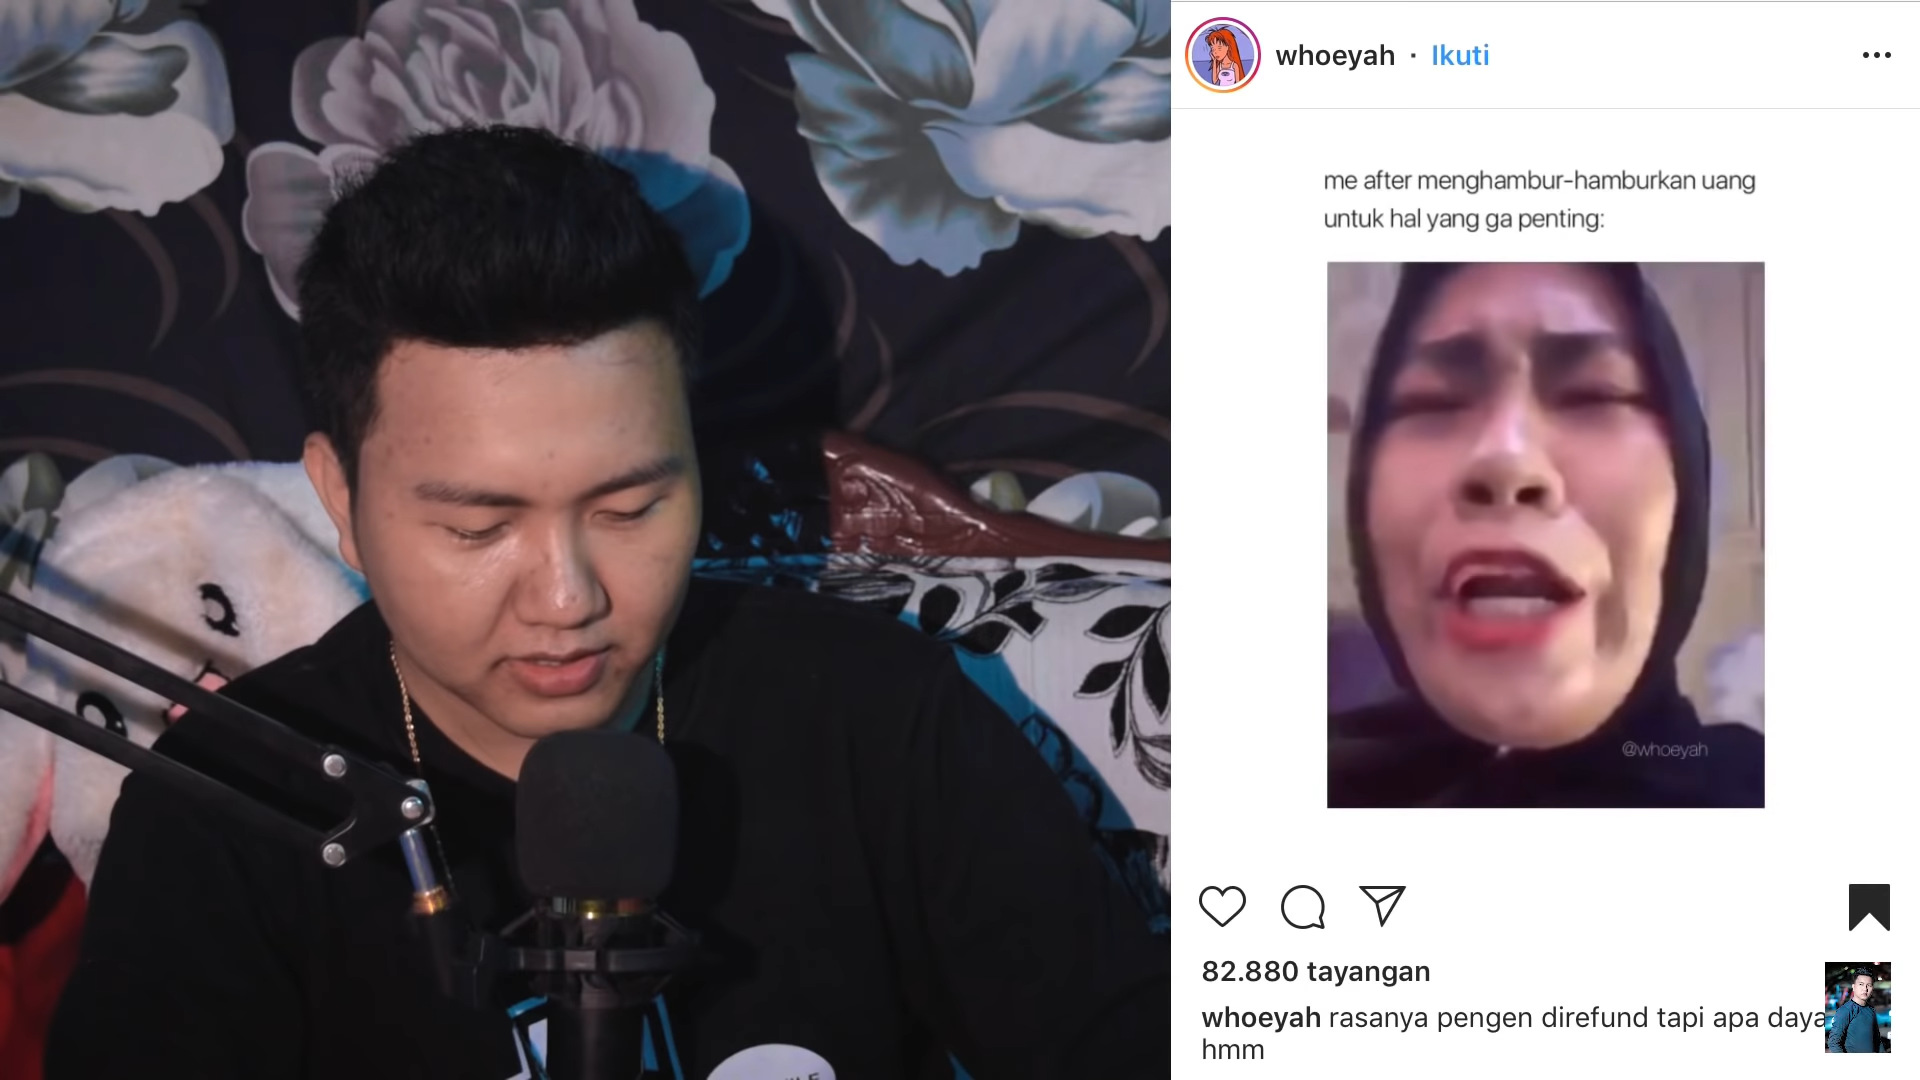 whoeyah · Ikuti
me after menghambur-hamburkan uang
untuk hal yang ga penting:
@whoeyah
82.880 tayangan
whoeyah rasanya pengen direfund tapi apa daya
hmm